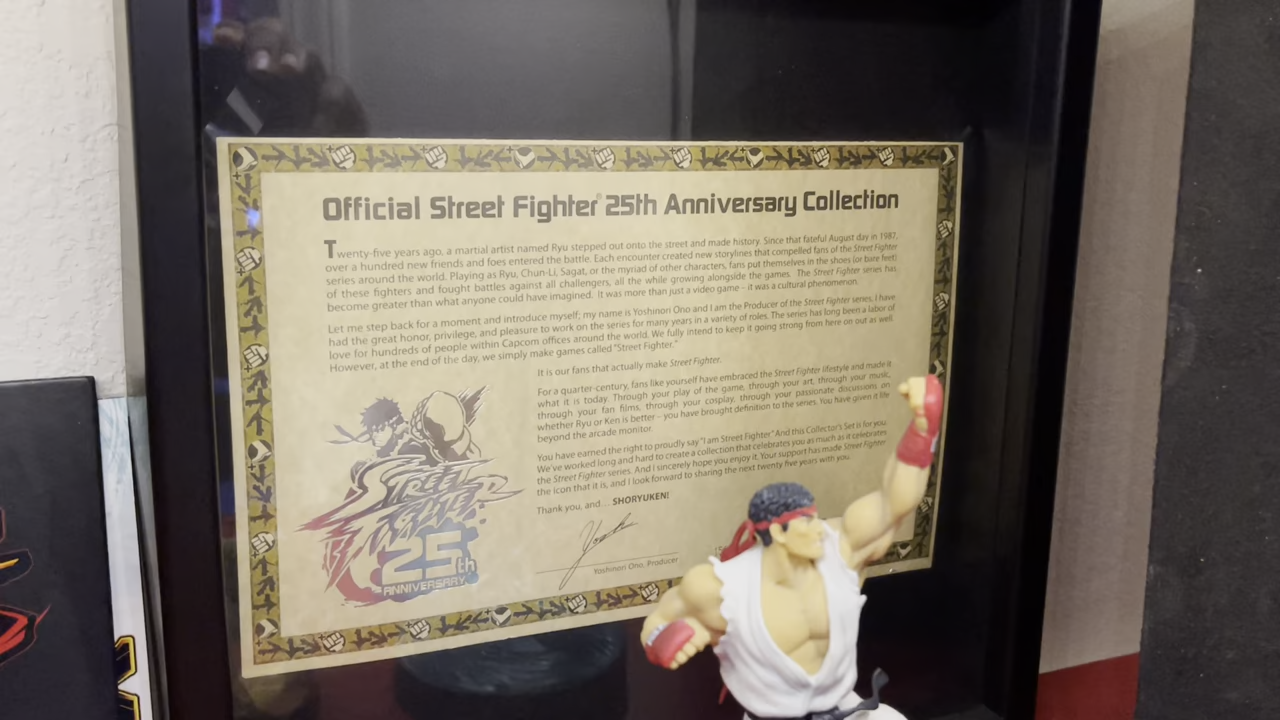 Official Street Fighter® 25th Anniversary Collection
Twenty-five years ago, a martial artist named Ryu stepped out onto the street and made history. Since that fateful August day in 1987,
over a hundred new friends and foes entered the battle. Each encounter created new storylines that compelled fans of the Street Fighter
series around the world. Playing as Ryu, Chun-Li, Sagat, or the myriad of other characters, fans put themselves in the shoes (or bare feet)
of these fighters and fought battles against all challengers, all the while growing alongside the games. The Street Fighter series has
become greater than what anyone could have imagined. It was more than just a video game – it was a cultural phenomenon.
Let me step back for a moment and introduce myself; my name is Yoshinori Ono and I am the Producer of the Street Fighter series. I have
had the great honor, privilege, and pleasure to work on the series for many years in a variety of roles. The series has long been a labor of
love for hundreds of people within Capcom offices around the world. We fully intend to keep it going strong from here on out as well.
However, at the end of the day, we simply make games called "Street Fighter."
It is our fans that actually make Street Fighter.
For a quarter-century, fans like yourself have embraced the Street Fighter lifestyle and made it
what it is today. Through your play of the game, through your art, through your music,
through your fan films, through your cosplay, through your passionate discussions on
whether Ryu or Ken is better – you have brought definition to the series. You have given it life
beyond the arcade monitor.
You have earned the right to proudly say "I am Street Fighter." And this Collector's Set is for you.
We've worked long and hard to create a collection that celebrates you as much as it celebrates
the Street Fighter series. And I sincerely hope you enjoy it. Your support has made Street Fighter
the icon that it is, and I look forward to sharing the next twenty five years with you.
Thank you, and... SHORYUKEN!
Yoshinori Ono, Producer
STREET
FIGHTER
25th
ANNIVERSARY